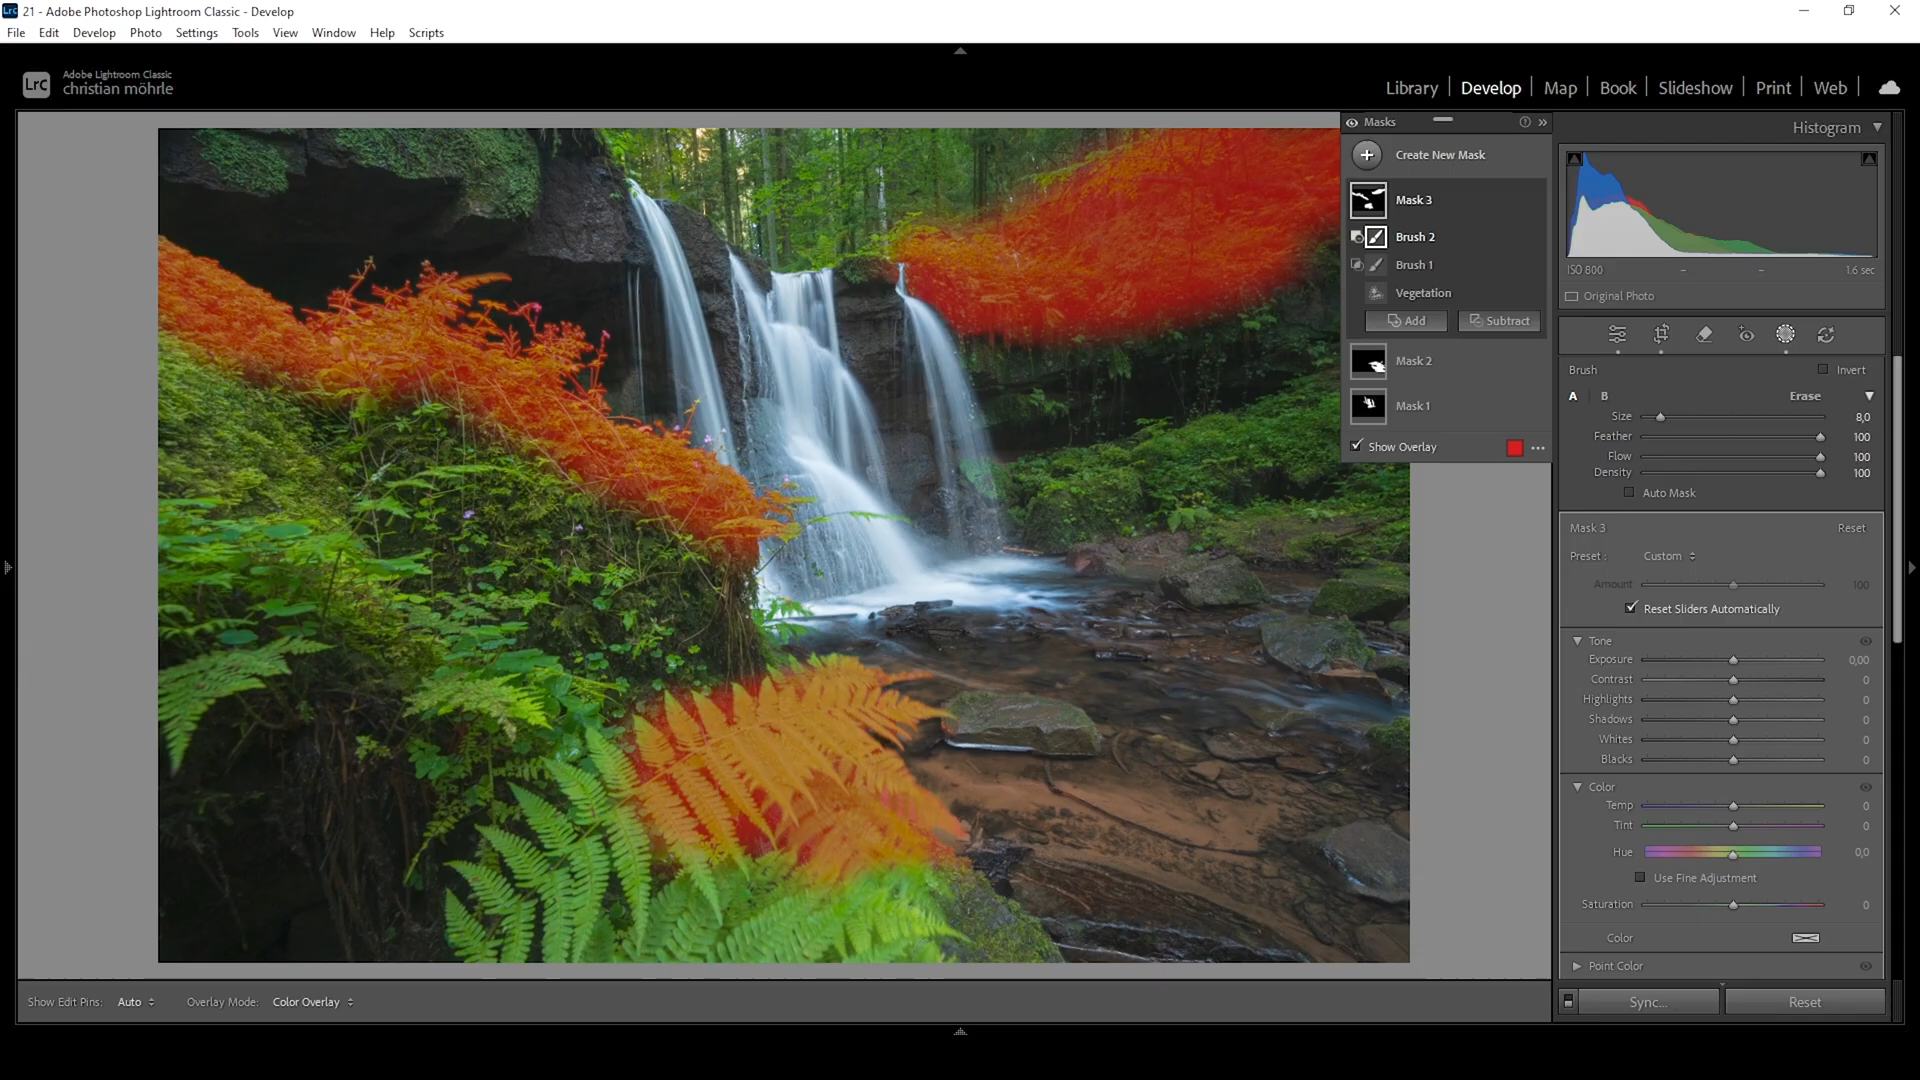 21 - Adobe Photoshop Lightroom Classic - Develop
File Edit Develop Photo Settings Tools View Window Help Scripts
Lrc Adobe Lightroom Classic
christian möhrle
Library Develop Map Book Slideshow Print Web
Masks
Create New Mask
Mask 3
Brush 2
Brush 1
Vegetation
Add Subtract
Mask 2
Mask 1
Show Overlay
Histogram
ISO 800 – – 1.6 sec
Original Photo
Brush Invert
A B Erase
Size 8,0
Feather 100
Flow 100
Density 100
Auto Mask
Mask 3 Reset
Preset : Custom
Amount 100
Reset Sliders Automatically
Tone
Exposure 0,00
Contrast 0
Highlights 0
Shadows 0
Whites 0
Blacks 0
Color
Temp 0
Tint 0
Hue 0,0
Use Fine Adjustment
Saturation 0
Color
Point Color
Show Edit Pins: Auto Overlay Mode: Color Overlay
Sync... Reset